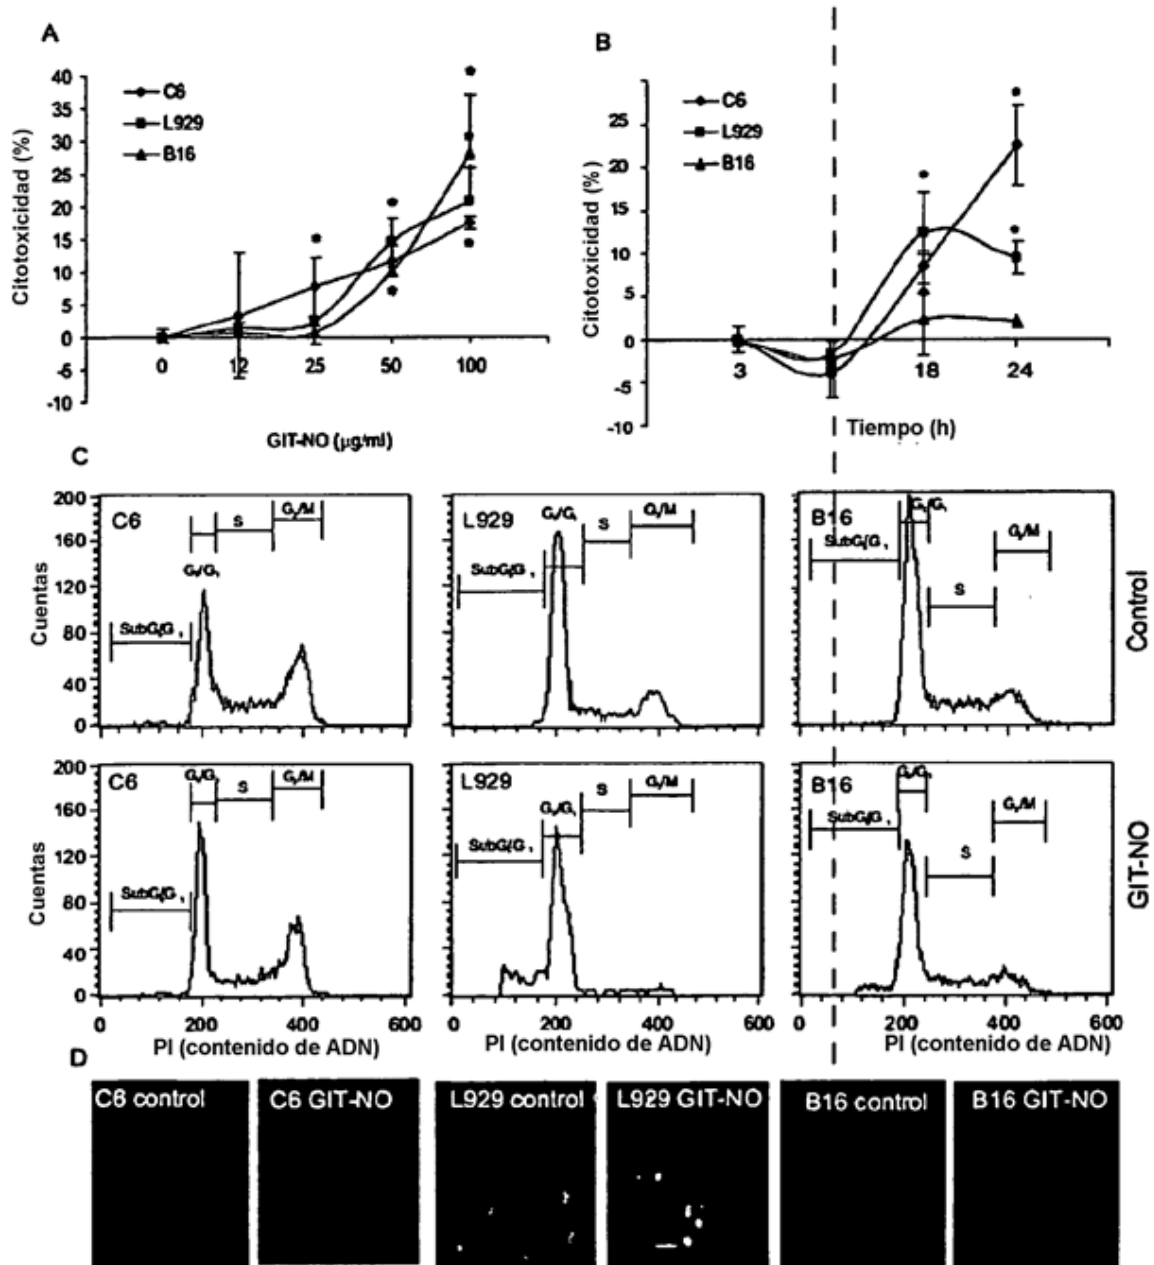 A
Citotoxicidad (%)
40
35
30
25
20
15
10
5
0
-5
-10
C6
L929
B16
0
12
25
50
100
GIT-NO (µg/ml)
B
Citotoxicidad (%)
25
20
15
10
5
0
-5
-10
C6
L929
B16
3
18
24
Tiempo (h)
C
Cuentas
200
160
120
80
40
0
C6
S
G₂/M
G₀/G₁
SubG₀/G₁
L929
G₀/G₁
S
G₂/M
SubG₀/G₁
B16
G₀/G₁
SubG₀/G₁
G₂/M
S
Control
Cuentas
200
160
120
80
40
0
C6
G₀/G₁
S
G₂/M
SubG₀/G₁
L929
S
G₂/M
G₀/G₁
SubG₀/G₁
B16
G₀/G₁
SubG₀/G₁
G₂/M
S
GIT-NO
0 200 400 600
PI (contenido de ADN)
0 200 400 600
PI (contenido de ADN)
0 200 400 600
PI (contenido de ADN)
D
C6 control
C6 GIT-NO
L929 control
L929 GIT-NO
B16 control
B16 GIT-NO